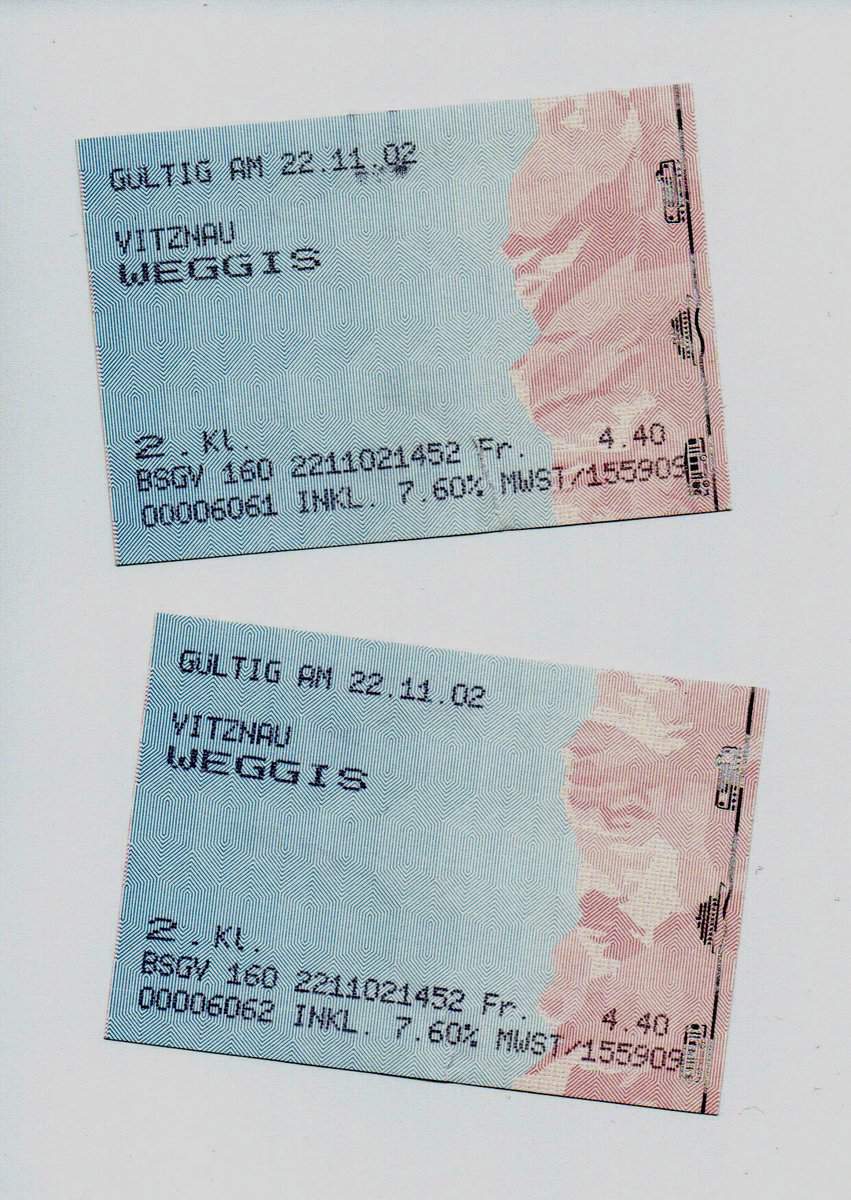 GÜLTIG AM 22.11.02
VITZNAU
WEGGIS
2. Kl.
BSGV 160 2211021452 Fr. 4.40
00006061 INKL. 7.60% MWST/155909
GÜLTIG AM 22.11.02
VITZNAU
WEGGIS
2. Kl.
BSGV 160 2211021452 Fr. 4.40
00006062 INKL. 7.60% MWST/155909